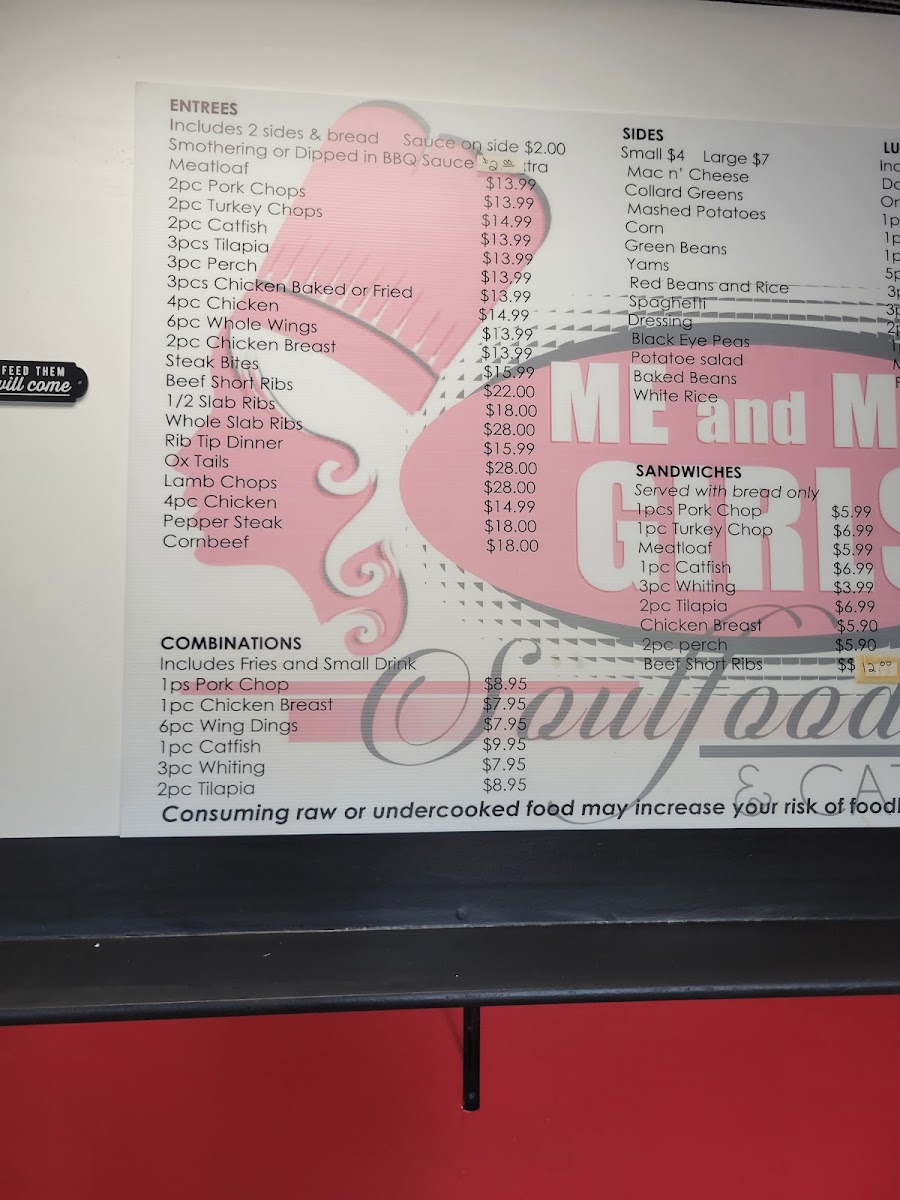 FEED THEM
will come
ENTREES
Includes 2 sides & bread Sauce on side $2.00
Smothering or Dipped in BBQ Sauce $2.00 xtra
Meatloaf $13.99
2pc Pork Chops $13.99
2pc Turkey Chops $14.99
2pc Catfish $13.99
3pcs Tilapia $13.99
3pc Perch $13.99
3pcs Chicken Baked or Fried $13.99
4pc Chicken $14.99
6pc Whole Wings $13.99
2pc Chicken Breast $13.99
Steak Bites $15.99
Beef Short Ribs $22.00
1/2 Slab Ribs $18.00
Whole Slab Ribs $28.00
Rib Tip Dinner $15.99
Ox Tails $28.00
Lamb Chops $28.00
4pc Chicken $14.99
Pepper Steak $18.00
Cornbeef $18.00
COMBINATIONS
Includes Fries and Small Drink
1ps Pork Chop $8.95
1pc Chicken Breast $7.95
6pc Wing Dings $7.95
1pc Catfish $9.95
3pc Whiting $7.95
2pc Tilapia $8.95
SIDES
Small $4 Large $7
Mac n' Cheese
Collard Greens
Mashed Potatoes
Corn
Green Beans
Yams
Red Beans and Rice
Spaghetti
Dressing
Black Eye Peas
Potatoe salad
Baked Beans
White Rice
SANDWICHES
Served with bread only
1pcs Pork Chop $5.99
1pc Turkey Chop $6.99
Meatloaf $5.99
1pc Catfish $6.99
3pc Whiting $3.99
2pc Tilapia $6.99
Chicken Breast $5.90
2pc perch $5.90
Beef Short Ribs $$ 12.00
ME and M
GIRLS
Soulfood
& CAT
Consuming raw or undercooked food may increase your risk of foodb